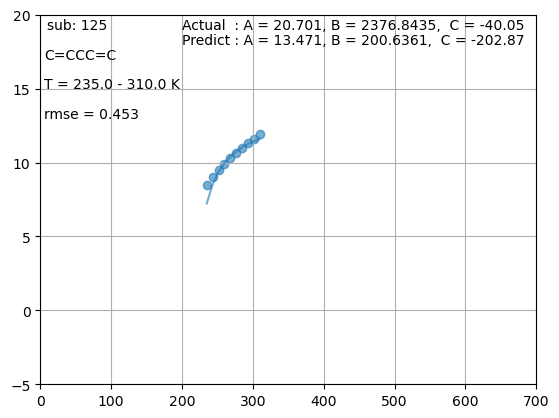 sub: 125
Actual  : A = 20.701, B = 2376.8435,  C = -40.05
Predict : A = 13.471, B = 200.6361,  C = -202.87
C=CCC=C
T = 235.0 - 310.0 K
rmse = 0.453
20
15
10
5
0
−5
0 100 200 300 400 500 600 700